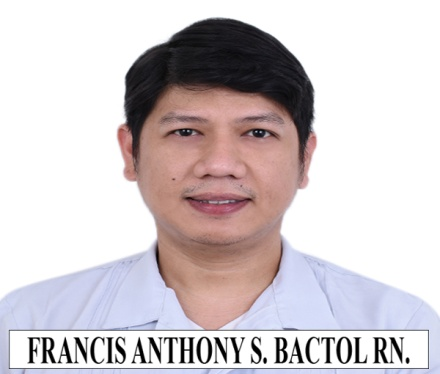 FRANCIS ANTHONY S. BACTOL RN.